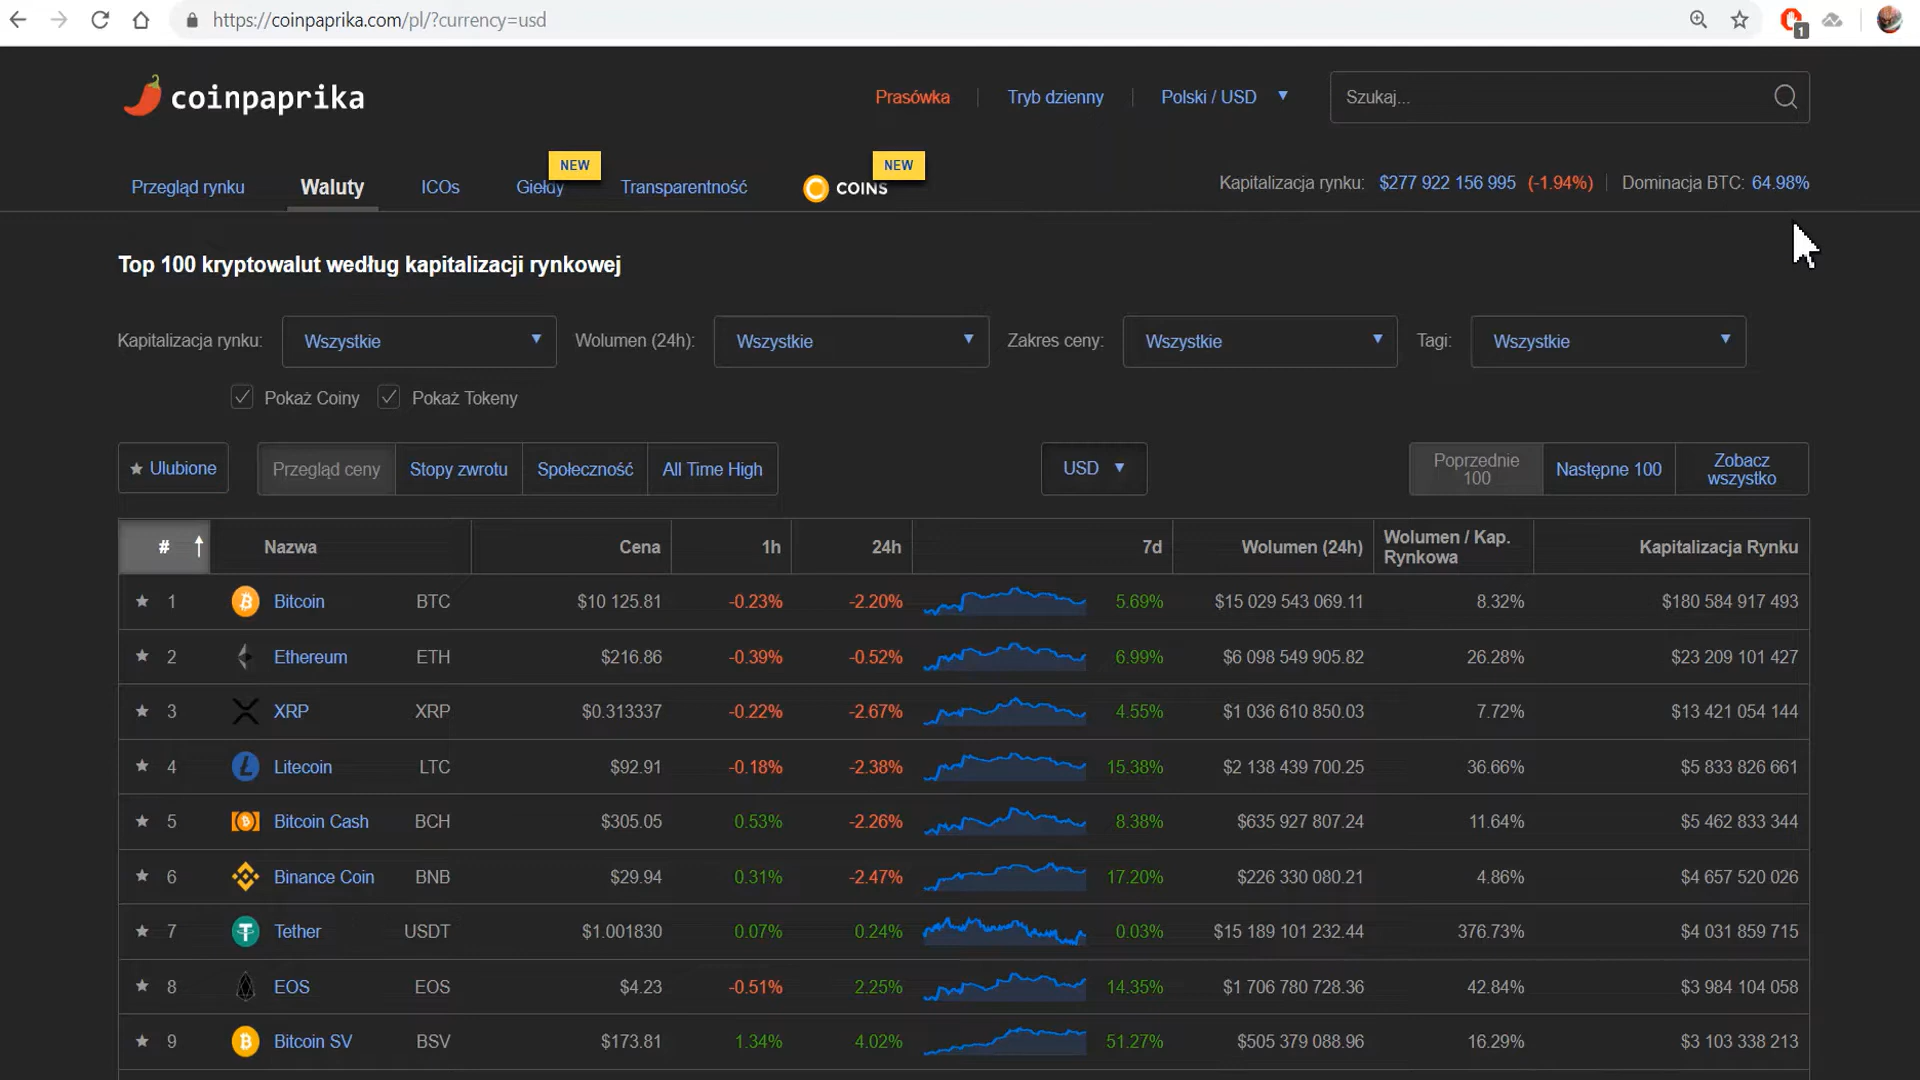 https://coinpaprika.com/pl/?currency=usd
1
coinpaprika
Prasówka
Tryb dzienny
Polski / USD
Szukaj...
Przegląd rynku
Waluty
ICOs
Giełdy
NEW
Transparentność
COINS
NEW
Kapitalizacja rynku: $277 922 156 995 (-1.94%)
Dominacja BTC: 64.98%
Top 100 kryptowalut według kapitalizacji rynkowej
Kapitalizacja rynku: Wszystkie
Wolumen (24h): Wszystkie
Zakres ceny: Wszystkie
Tagi: Wszystkie
Pokaż Coiny
Pokaż Tokeny
Ulubione
Przegląd ceny
Stopy zwrotu
Społeczność
All Time High
USD
Poprzednie
100
Następne 100
Zobacz
wszystko
# Nazwa Cena 1h 24h 7d Wolumen (24h) Wolumen / Kap. Rynkowa Kapitalizacja Rynku
1 Bitcoin BTC $10 125.81 -0.23% -2.20% 5.69% $15 029 543 069.11 8.32% $180 584 917 493
2 Ethereum ETH $216.86 -0.39% -0.52% 6.99% $6 098 549 905.82 26.28% $23 209 101 427
3 XRP XRP $0.313337 -0.22% -2.67% 4.55% $1 036 610 850.03 7.72% $13 421 054 144
4 Litecoin LTC $92.91 -0.18% -2.38% 15.38% $2 138 439 700.25 36.66% $5 833 826 661
5 Bitcoin Cash BCH $305.05 0.53% -2.26% 8.38% $635 927 807.24 11.64% $5 462 833 344
6 Binance Coin BNB $29.94 0.31% -2.47% 17.20% $226 330 080.21 4.86% $4 657 520 026
7 Tether USDT $1.001830 0.07% 0.24% 0.03% $15 189 101 232.44 376.73% $4 031 859 715
8 EOS EOS $4.23 -0.51% 2.25% 14.35% $1 706 780 728.36 42.84% $3 984 104 058
9 Bitcoin SV BSV $173.81 1.34% 4.02% 51.27% $505 379 088.96 16.29% $3 103 338 213